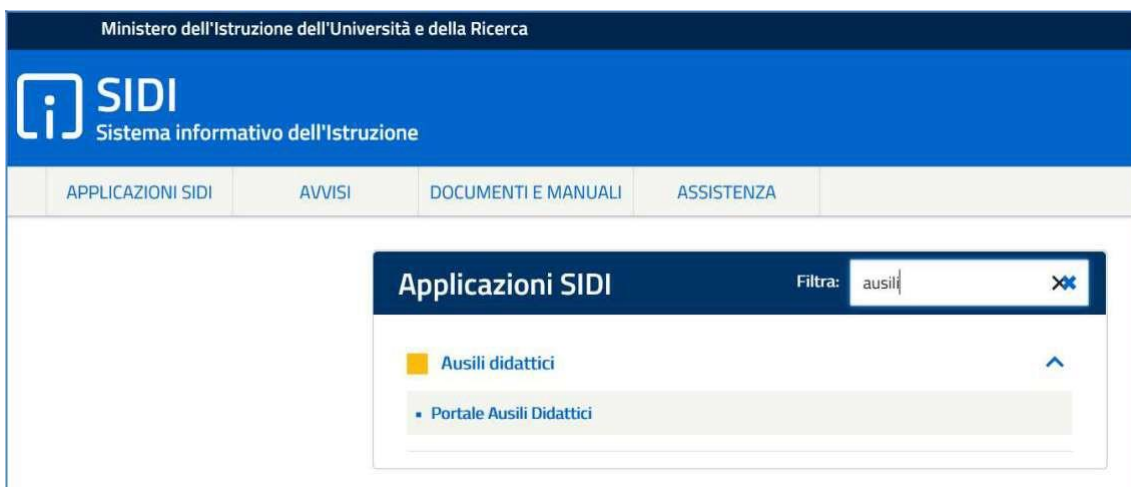 Ministero dell'Istruzione dell'Università e della Ricerca
SIDI
Sistema informativo dell'Istruzione
APPLICAZIONI SIDI AVVISI DOCUMENTI E MANUALI ASSISTENZA
Applicazioni SIDI Filtra: ausili
Ausili didattici
Portale Ausili Didattici